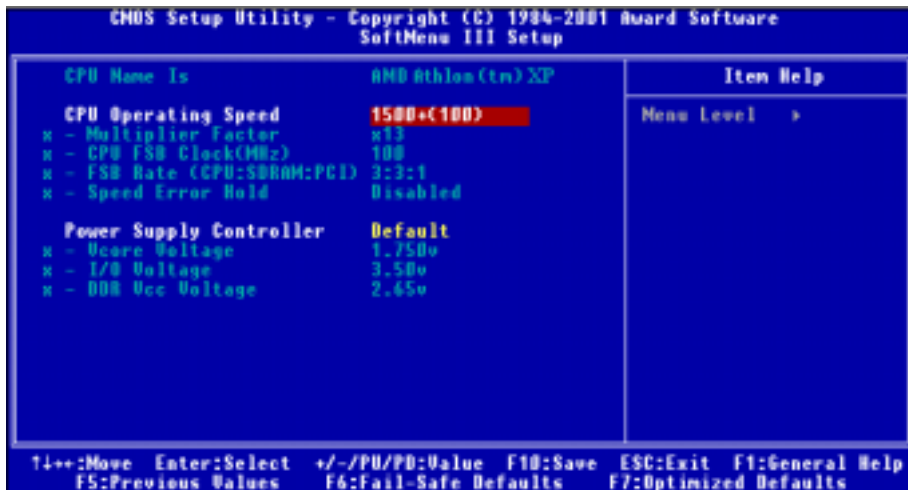 CMOS Setup Utility - Copyright (C) 1984-2001 Award Software
SoftMenu III Setup
CPU Name Is AMD Athlon(tm) XP
Item Help
CPU Operating Speed 1500+(100)
Menu Level ▸
x - Multiplier Factor x13
x - CPU FSB Clock(MHz) 100
x - FSB Rate (CPU:SDRAM:PCI) 3:3:1
x - Speed Error Hold Disabled
Power Supply Controller Default
x - Vcore Voltage 1.750v
x - I/O Voltage 3.50v
x - DDR Vcc Voltage 2.65v
↑↓→←:Move Enter:Select +/-/PU/PD:Value F10:Save ESC:Exit F1:General Help
F5:Previous Values F6:Fail-Safe Defaults F7:Optimized Defaults